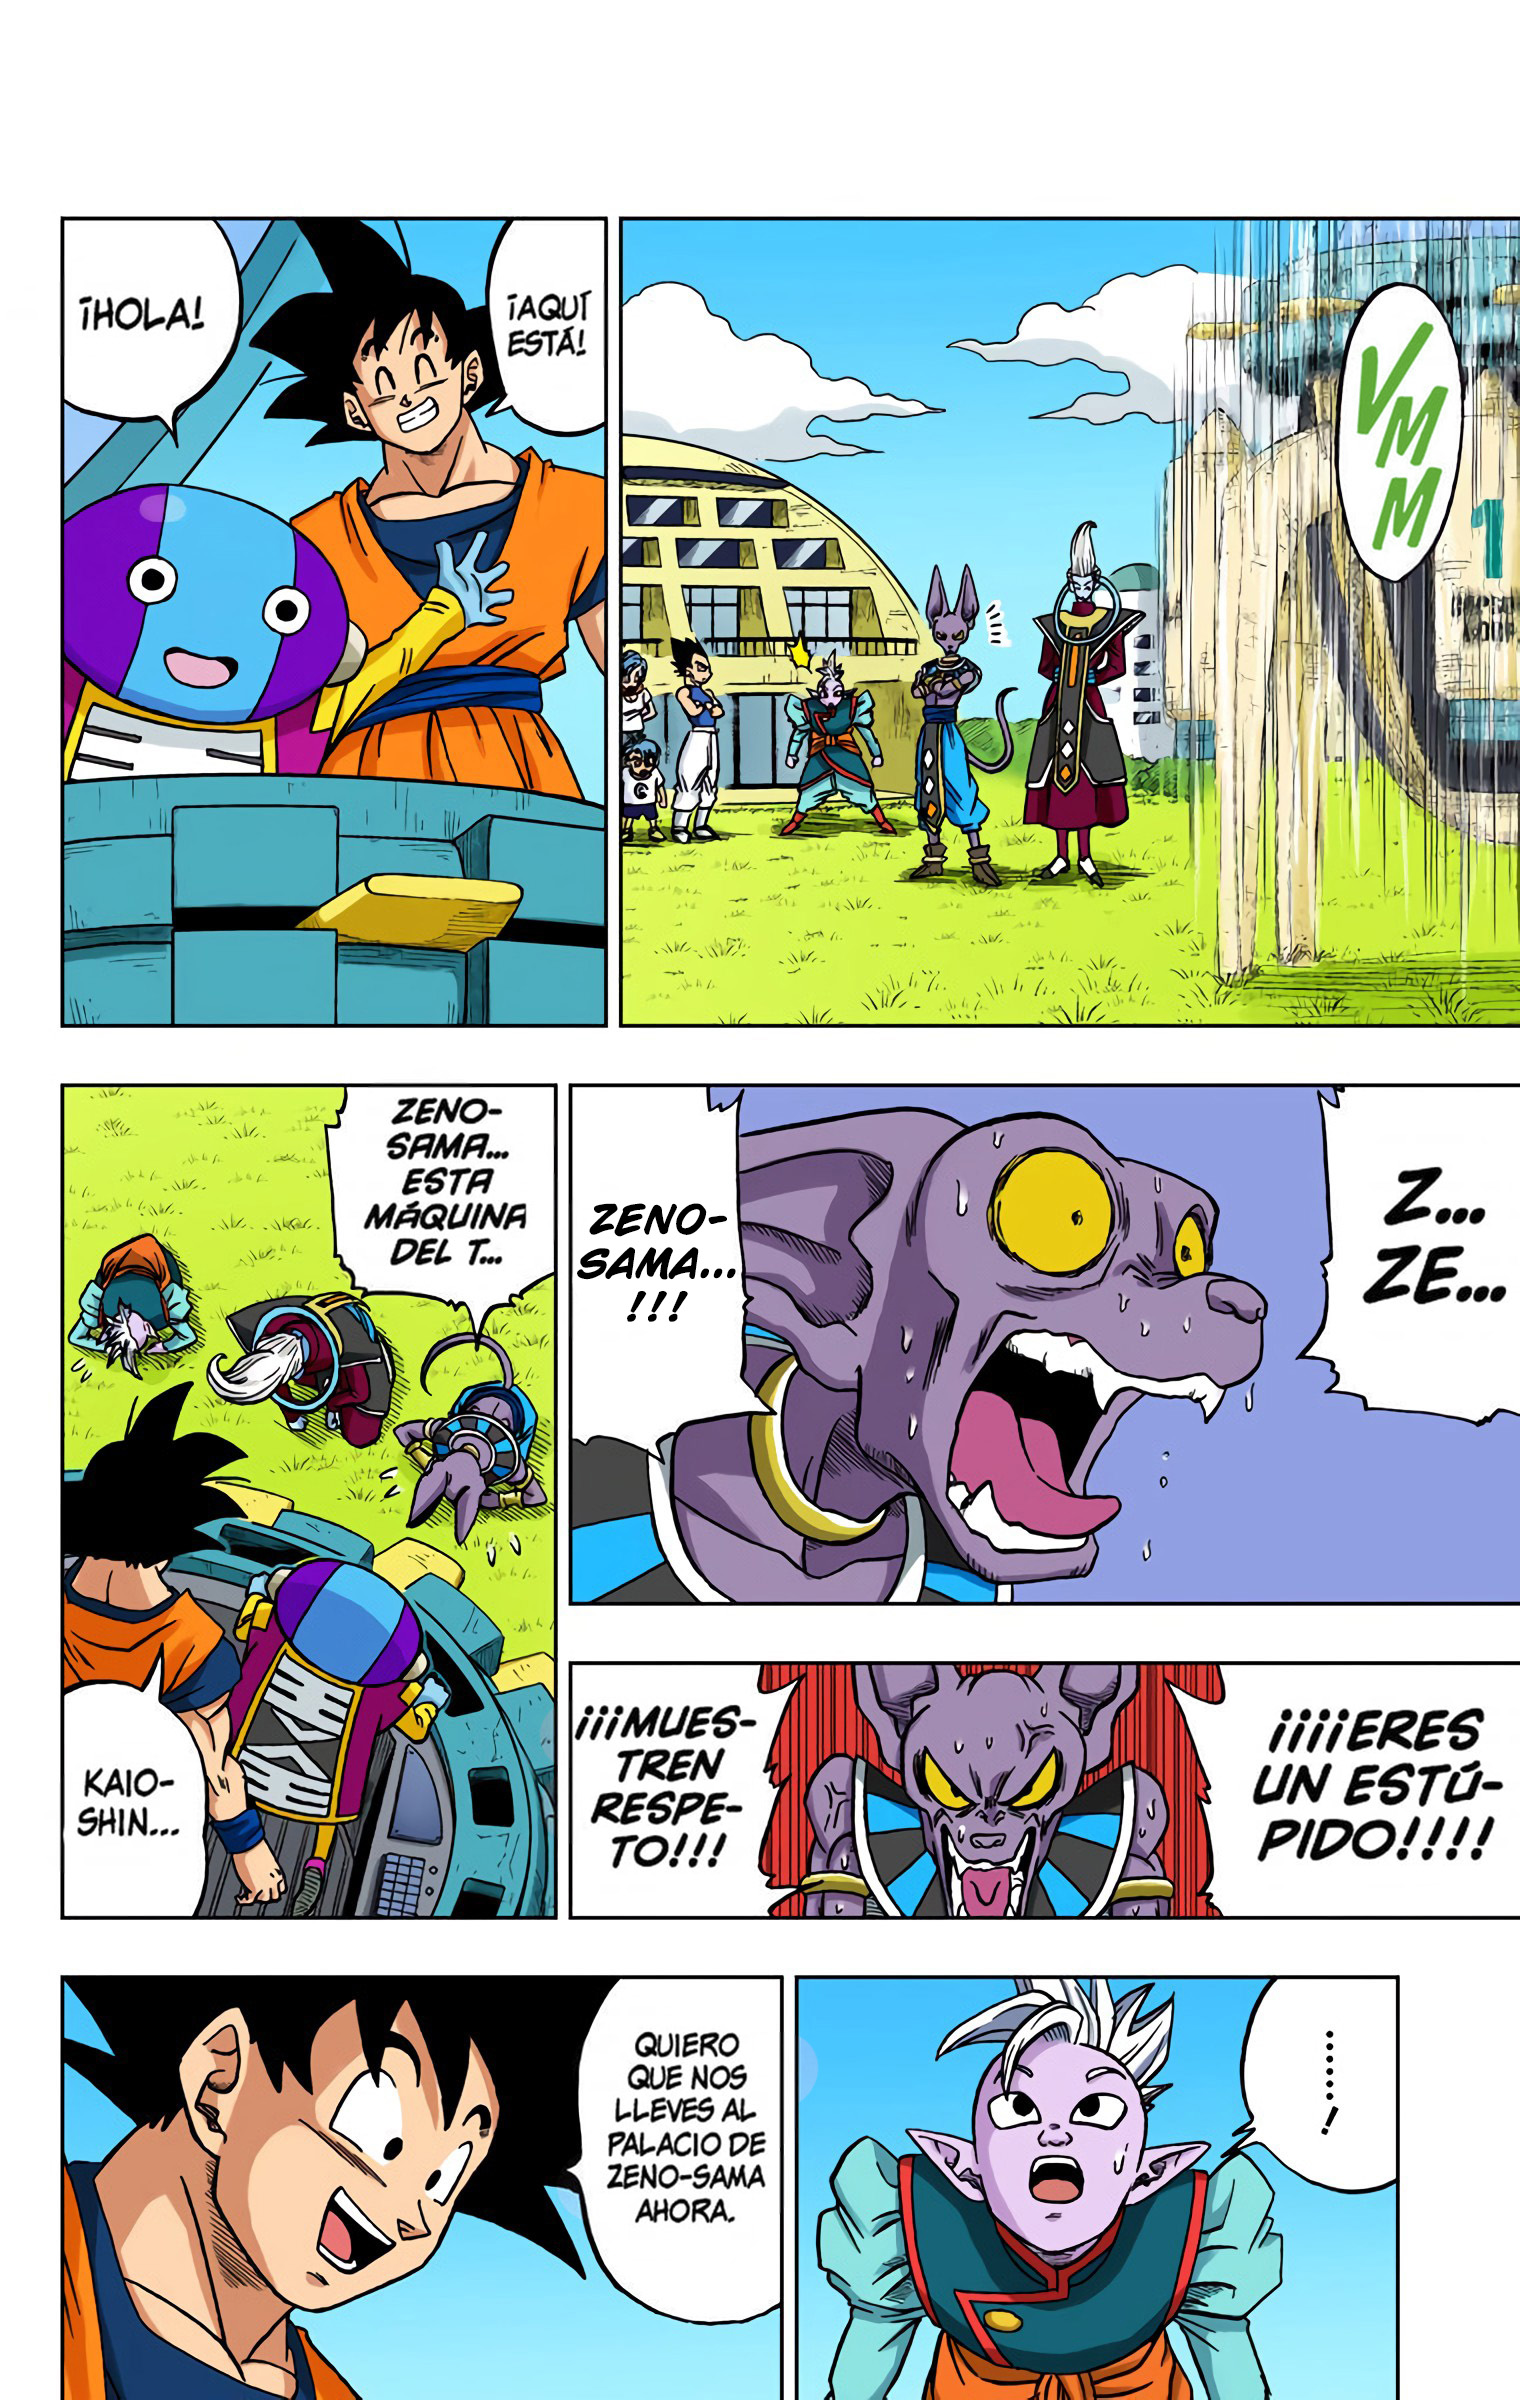 VMM
1
¡AQUÍ
ESTÁ!
¡HOLA!
Z...
ZE...
ZENO-
SAMA...
!!!
¡¡¡¡ERES
UN ESTÚ-
PIDO!!!!
¡¡¡MUES-
TREN
RESPE-
TO!!!
ZENO-
SAMA...
ESTA
MÁQUINA
DEL T...
KAIO-
SHIN...
......!
QUIERO
QUE NOS
LLEVES AL
PALACIO DE
ZENO-SAMA
AHORA.